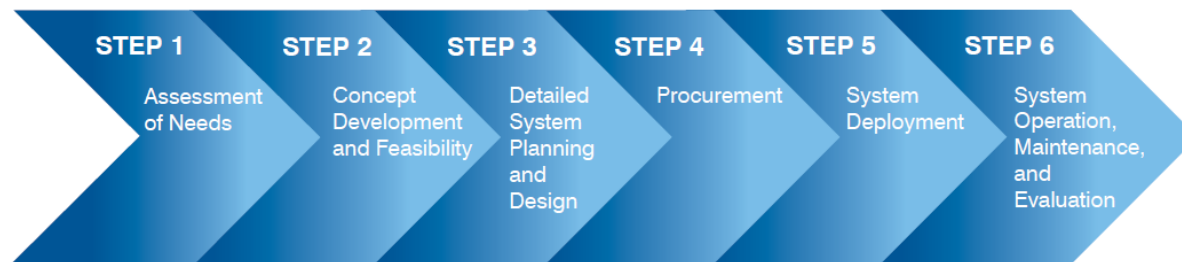 STEP 1
Assessment
of Needs
STEP 2
Concept
Development
and Feasibility
STEP 3
Detailed
System
Planning
and
Design
STEP 4
Procurement
STEP 5
System
Deployment
STEP 6
System
Operation,
Maintenance,
and
Evaluation